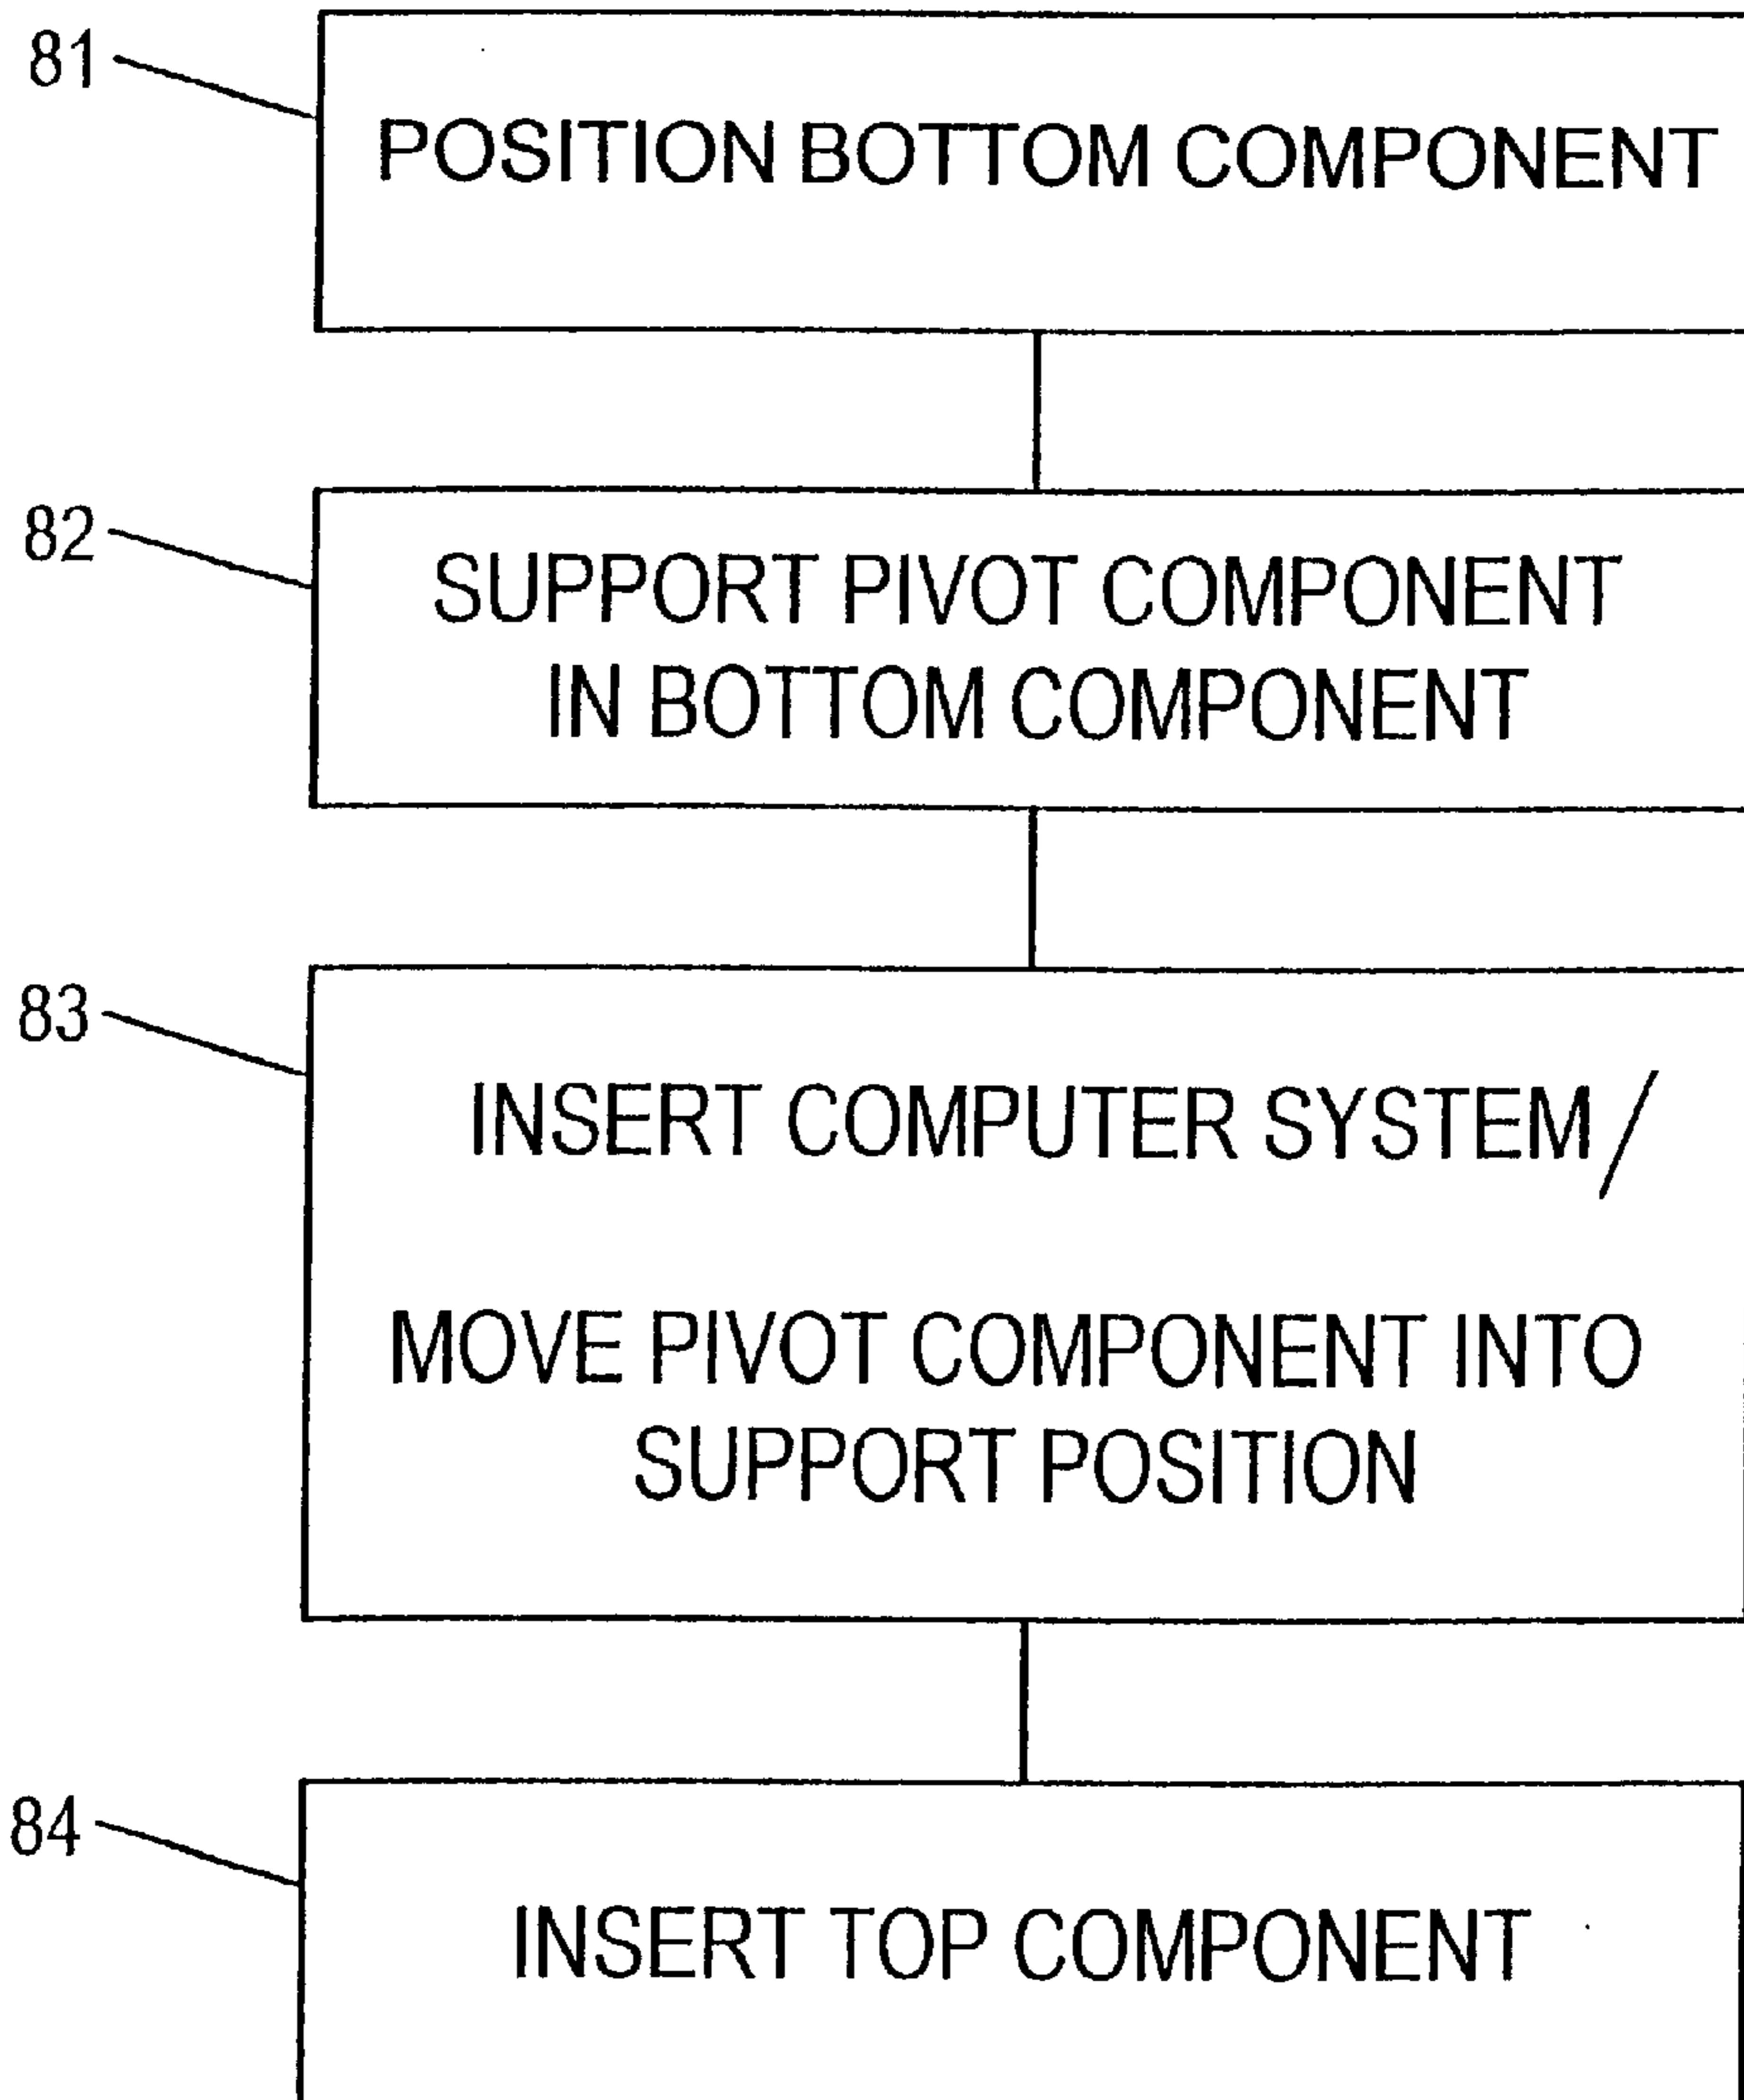 81
POSITION BOTTOM COMPONENT
82
SUPPORT PIVOT COMPONENT
IN BOTTOM COMPONENT
83
INSERT COMPUTER SYSTEM/
MOVE PIVOT COMPONENT INTO
SUPPORT POSITION
84
INSERT TOP COMPONENT